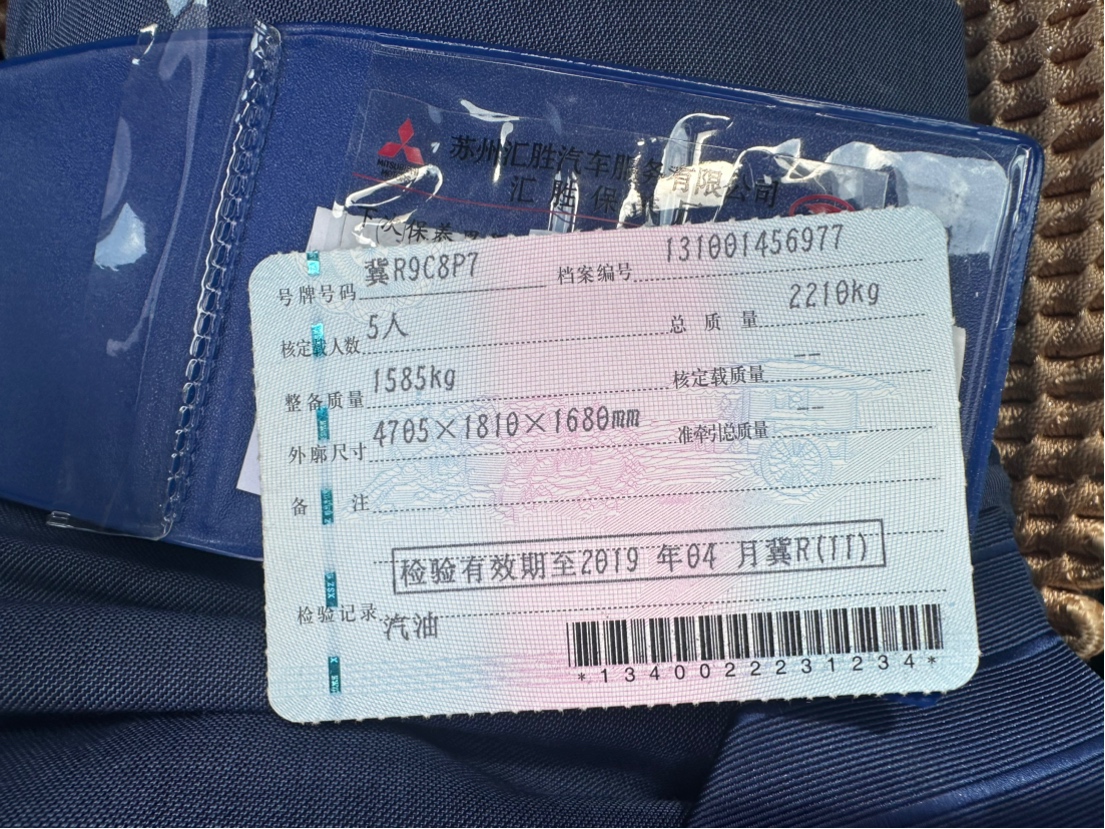 苏州汇胜汽车服务有限公司
汇胜保
下次保养
号牌号码 冀R9C8P7 档案编号 131001456977
核定载人数 5人 总质量 2210kg
整备质量 1585kg 核定载质量 --
外廓尺寸 4705×1810×1680mm 准牵引总质量 --
备注
检验有效期至2019年04月冀R(11)
检验记录
汽油
*1340022231234*